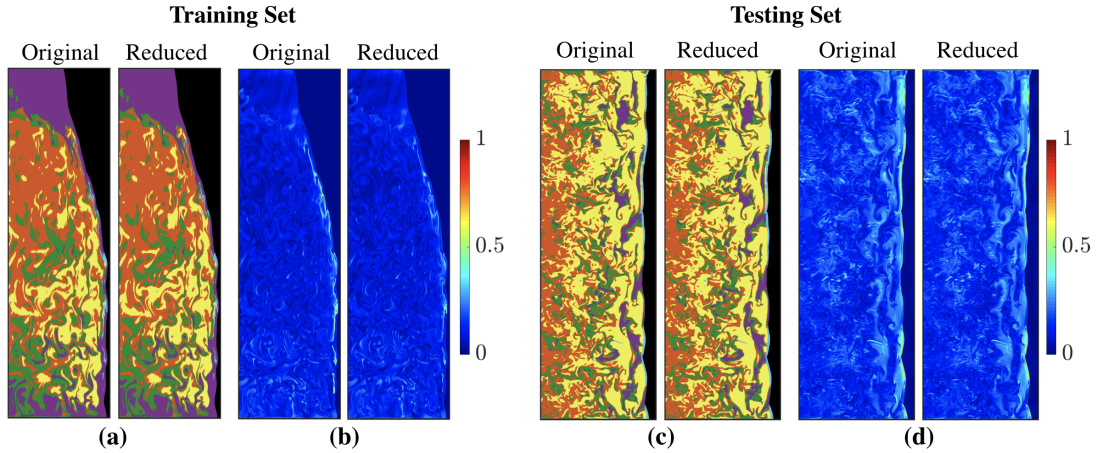 Training Set
Testing Set
Original
Reduced
Original
Reduced
Original
Reduced
Original
Reduced
1
0.5
0
1
0.5
0
(a)
(b)
(c)
(d)